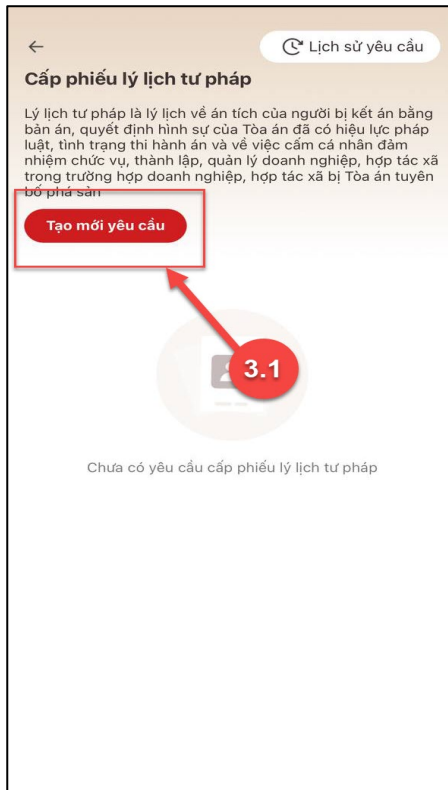 Lịch sử yêu cầu
Cấp phiếu lý lịch tư pháp
Lý lịch tư pháp là lý lịch về án tích của người bị kết án bằng
bản án, quyết định hình sự của Tòa án đã có hiệu lực pháp
luật, tình trạng thi hành án và về việc cấm cá nhân đảm
nhiệm chức vụ, thành lập, quản lý doanh nghiệp, hợp tác xã
trong trường hợp doanh nghiệp, hợp tác xã bị Tòa án tuyên
bố phá sản
Tạo mới yêu cầu
3.1
Chưa có yêu cầu cấp phiếu lý lịch tư pháp